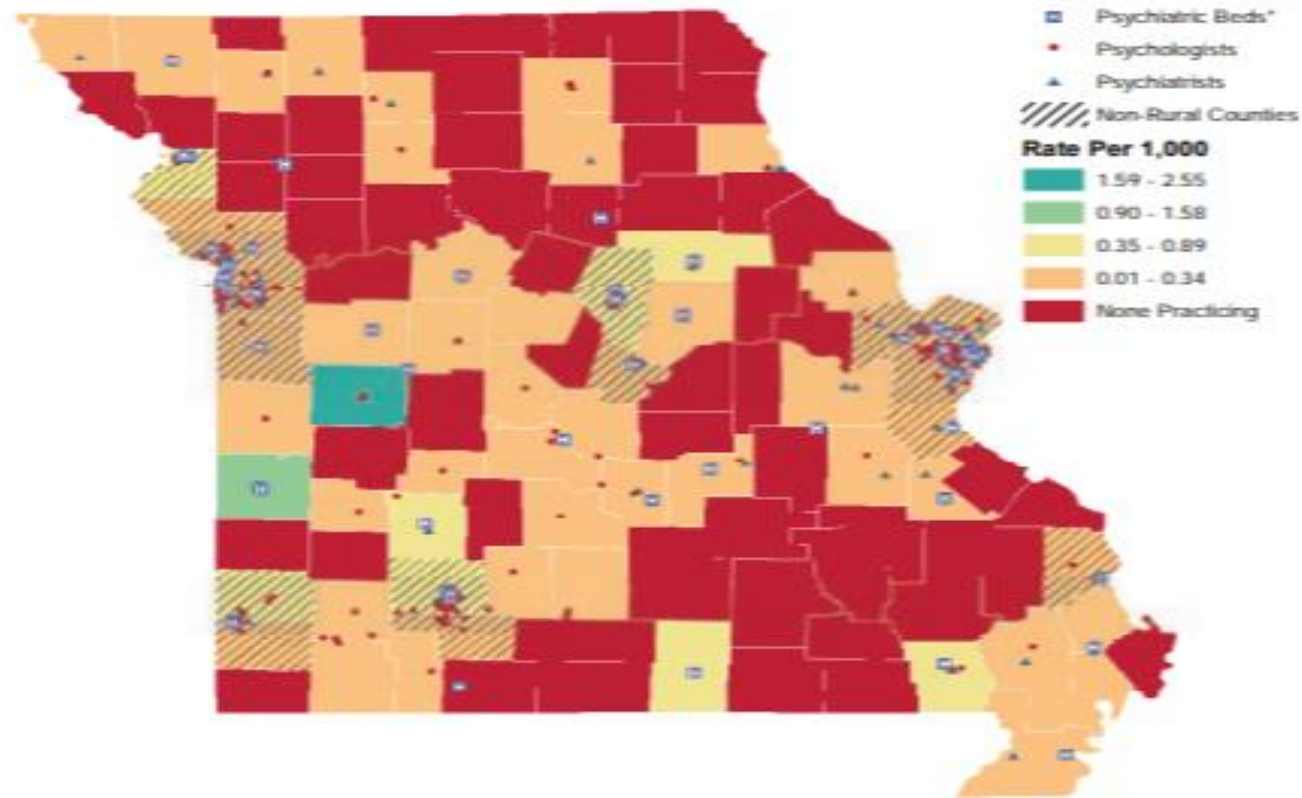 Psychiatric Beds*
Psychologists
Psychiatrists
Non-Rural Counties
Rate Per 1,000
1.59 - 2.55
0.90 - 1.58
0.35 - 0.89
0.01 - 0.34
None Practicing